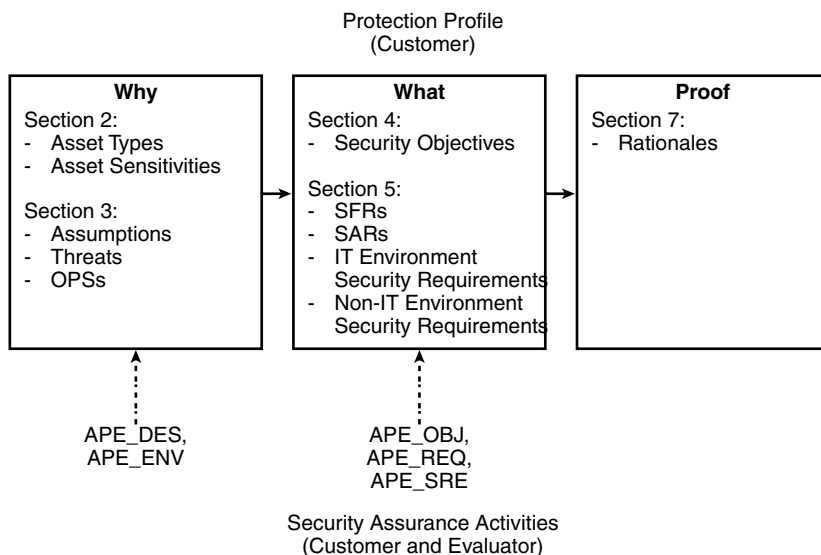 Protection Profile
(Customer)
Why
Section 2:
- Asset Types
- Asset Sensitivities
Section 3:
- Assumptions
- Threats
- OPSs
What
Section 4:
- Security Objectives
Section 5:
- SFRs
- SARs
- IT Environment
Security Requirements
- Non-IT Environment
Security Requirements
Proof
Section 7:
- Rationales
APE_DES,
APE_ENV
APE_OBJ,
APE_REQ,
APE_SRE
Security Assurance Activities
(Customer and Evaluator)